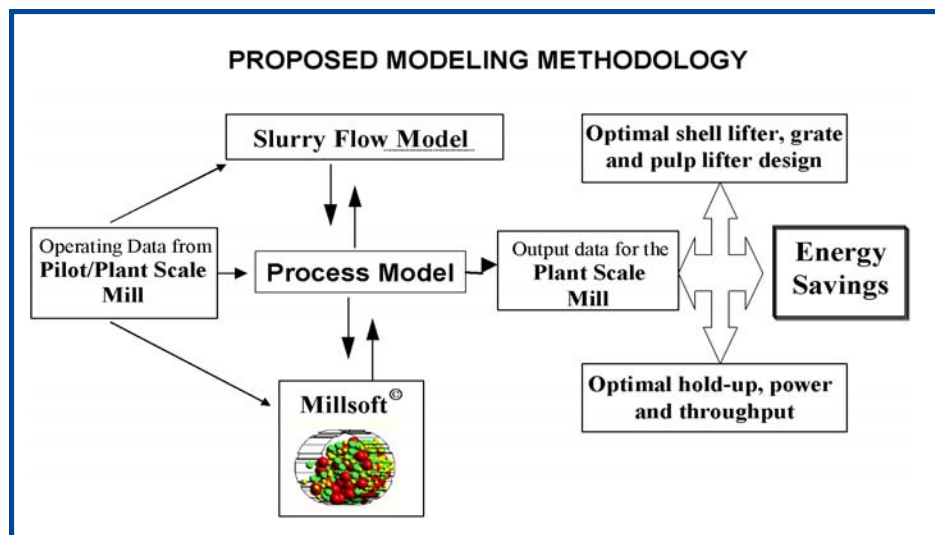 PROPOSED MODELING METHODOLOGY
Slurry Flow Model
Optimal shell lifter, grate
and pulp lifter design
Operating Data from
Pilot/Plant Scale
Mill
Process Model
Output data for the
Plant Scale
Mill
Energy
Savings
Millsoft©
Optimal hold-up, power
and throughput